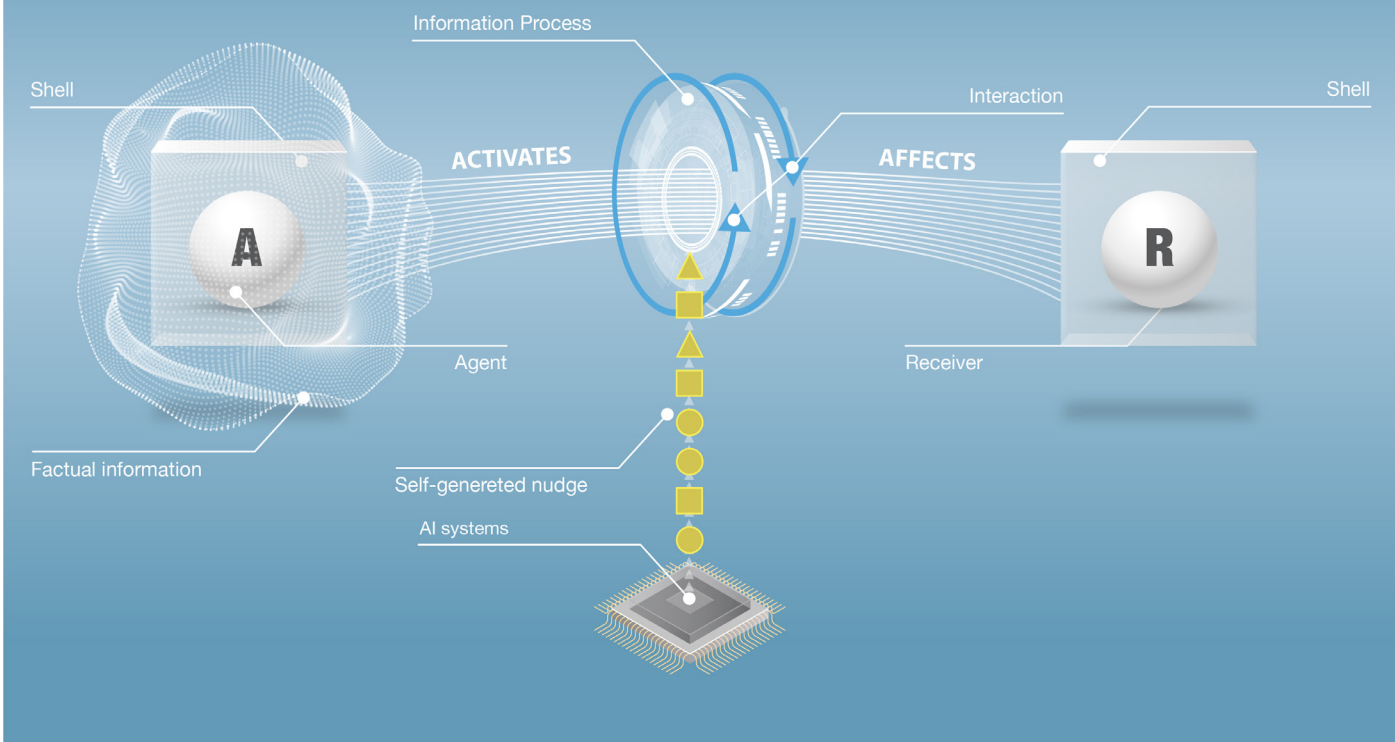 Information Process
Shell
Interaction
Shell
ACTIVATES
AFFECTS
A
R
Agent
Receiver
Factual information
Self-genereted nudge
AI systems